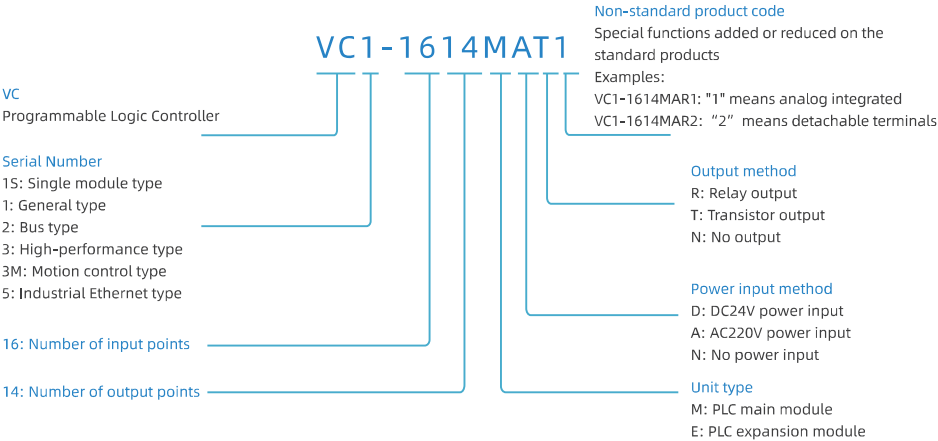 VC1-1614MAT1
Non-standard product code
Special functions added or reduced on the
standard products
Examples:
VC1-1614MAR1: "1" means analog integrated
VC1-1614MAR2: “2” means detachable terminals
VC
Programmable Logic Controller
Serial Number
1S: Single module type
1: General type
2: Bus type
3: High-performance type
3M: Motion control type
5: Industrial Ethernet type
16: Number of input points
14: Number of output points
Output method
R: Relay output
T: Transistor output
N: No output
Power input method
D: DC24V power input
A: AC220V power input
N: No power input
Unit type
M: PLC main module
E: PLC expansion module